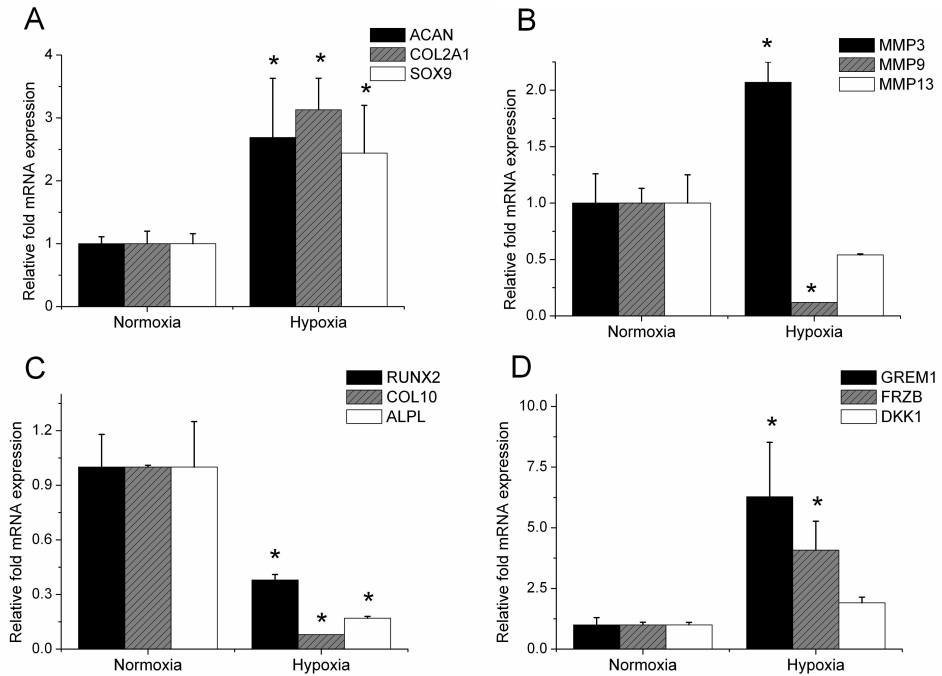 A
ACAN
COL2A1
SOX9
Relative fold mRNA expression
4
3
2
1
0
*
*
*
Normoxia
Hypoxia
B
MMP3
MMP9
MMP13
Relative fold mRNA expression
2.0
1.5
1.0
0.5
0.0
*
*
Normoxia
Hypoxia
C
RUNX2
COL10
ALPL
Relative fold mRNA expression
1.2
0.9
0.6
0.3
0.0
*
*
*
Normoxia
Hypoxia
D
GREM1
FRZB
DKK1
Relative fold mRNA expression
10.0
7.5
5.0
2.5
0.0
*
*
Normoxia
Hypoxia